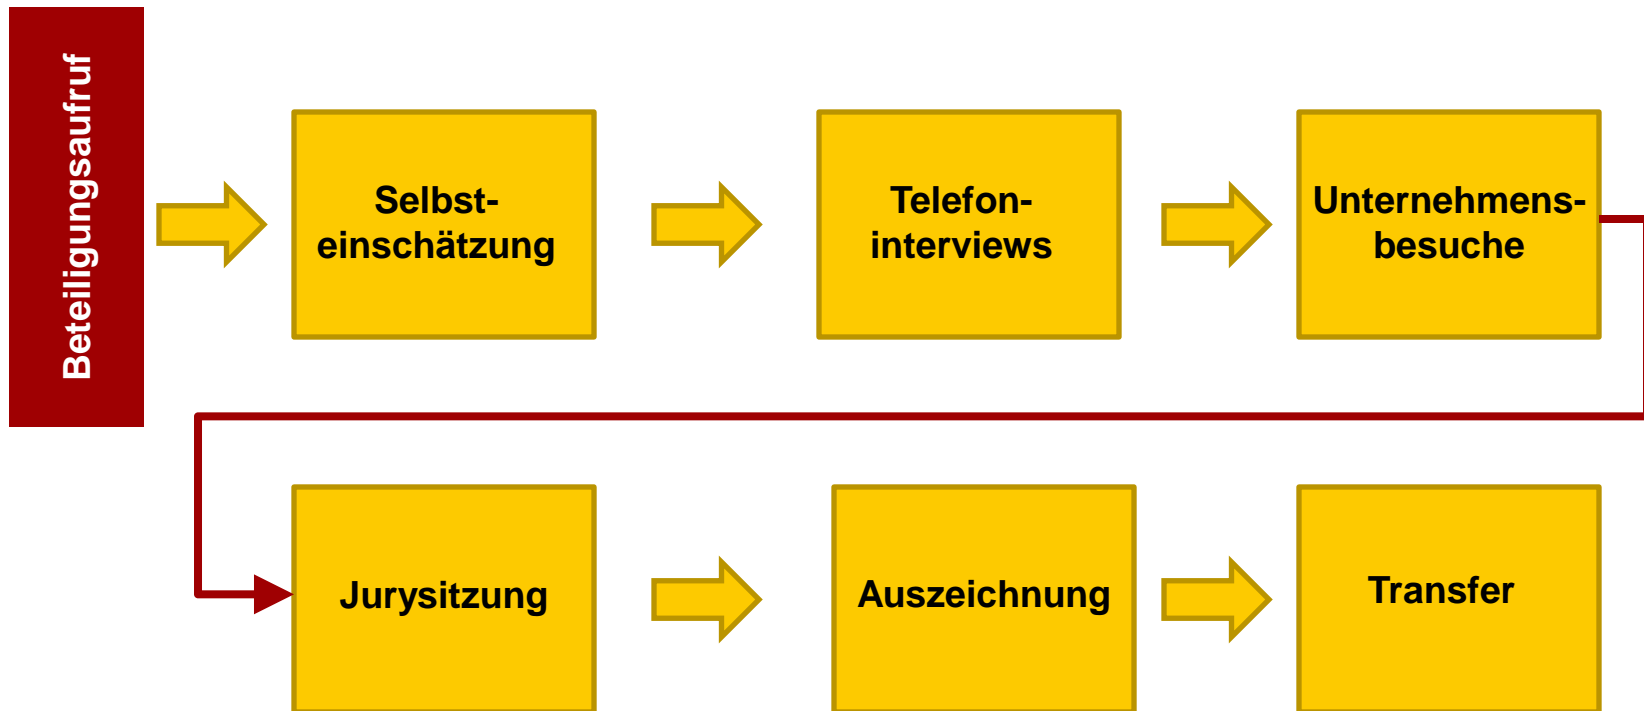 Beteiligungsaufruf
Selbst-
einschätzung
Telefon-
interviews
Unternehmens-
besuche
Jurysitzung
Auszeichnung
Transfer